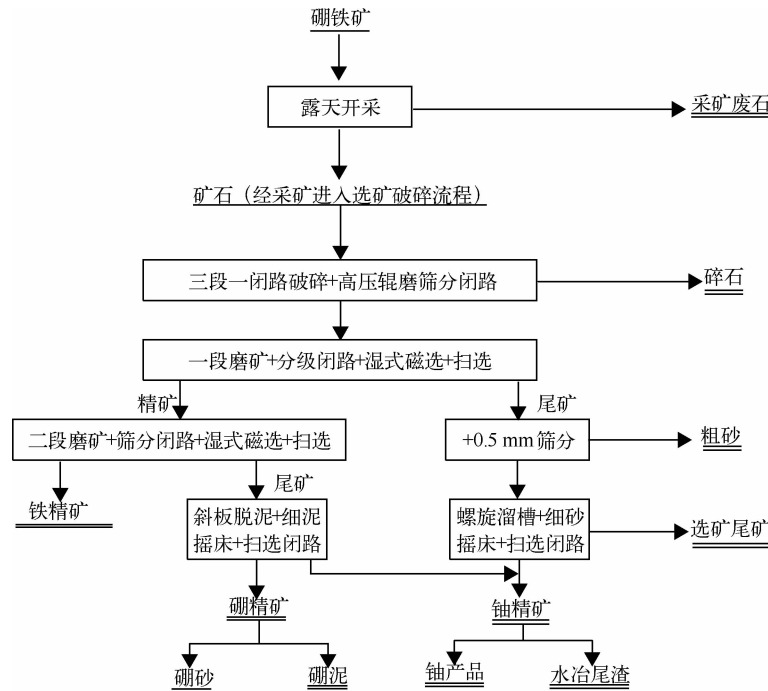 硼铁矿
露天开采
采矿废石
矿石（经采矿进入选矿破碎流程）
三段一闭路破碎+高压辊磨筛分闭路
碎石
一段磨矿+分级闭路+湿式磁选+扫选
精矿
尾矿
二段磨矿+筛分闭路+湿式磁选+扫选
+0.5 mm 筛分
粗砂
尾矿
铁精矿
斜板脱泥+细泥
摇床+扫选闭路
螺旋溜槽+细砂
摇床+扫选闭路
选矿尾矿
硼精矿
铀精矿
硼砂
硼泥
铀产品
水冶尾渣